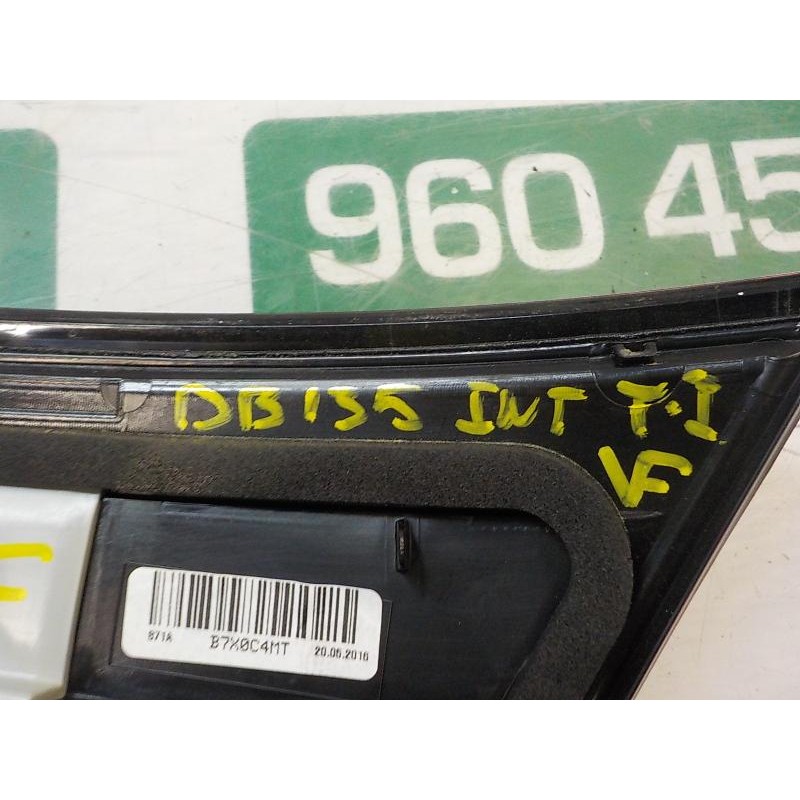 960 45
DB135 INT T.I
VF
F
871A B7X0C4MT 20.05.2016